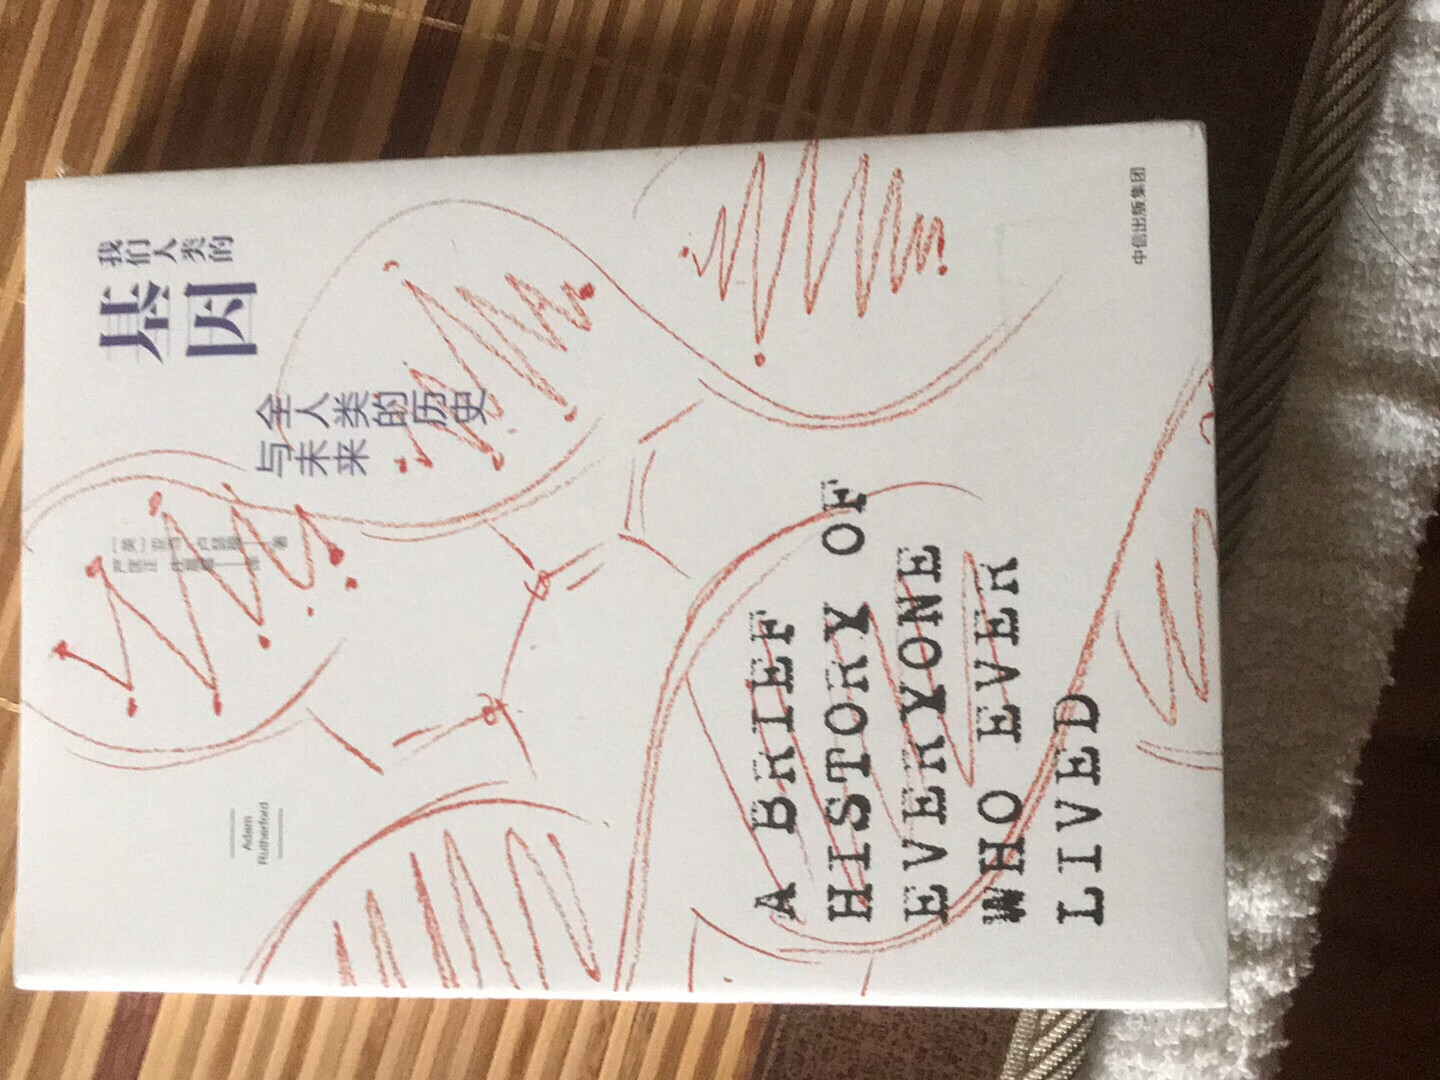 我们人类的
基因
全人类的历史
与未来
Adam
Rutherford
A BRIEF
HISTORY OF
EVERYONE
WHO EVER
LIVED
中信出版集团